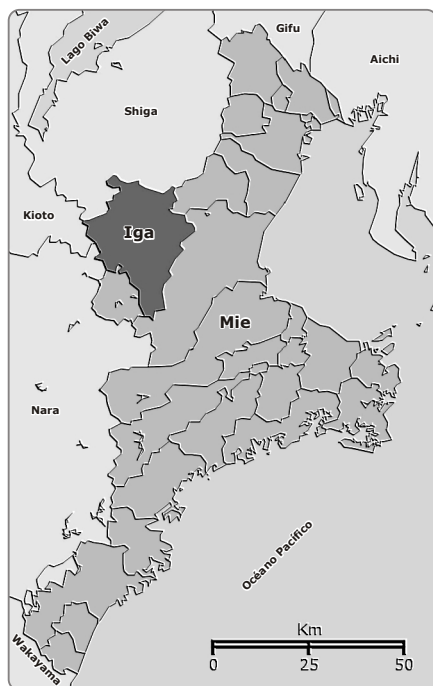 Gifu
Lago Biwa
Aichi
Shiga
Kioto
Iga
Mie
Nara
Océano Pacífico
Wakayama
Km
0 25 50